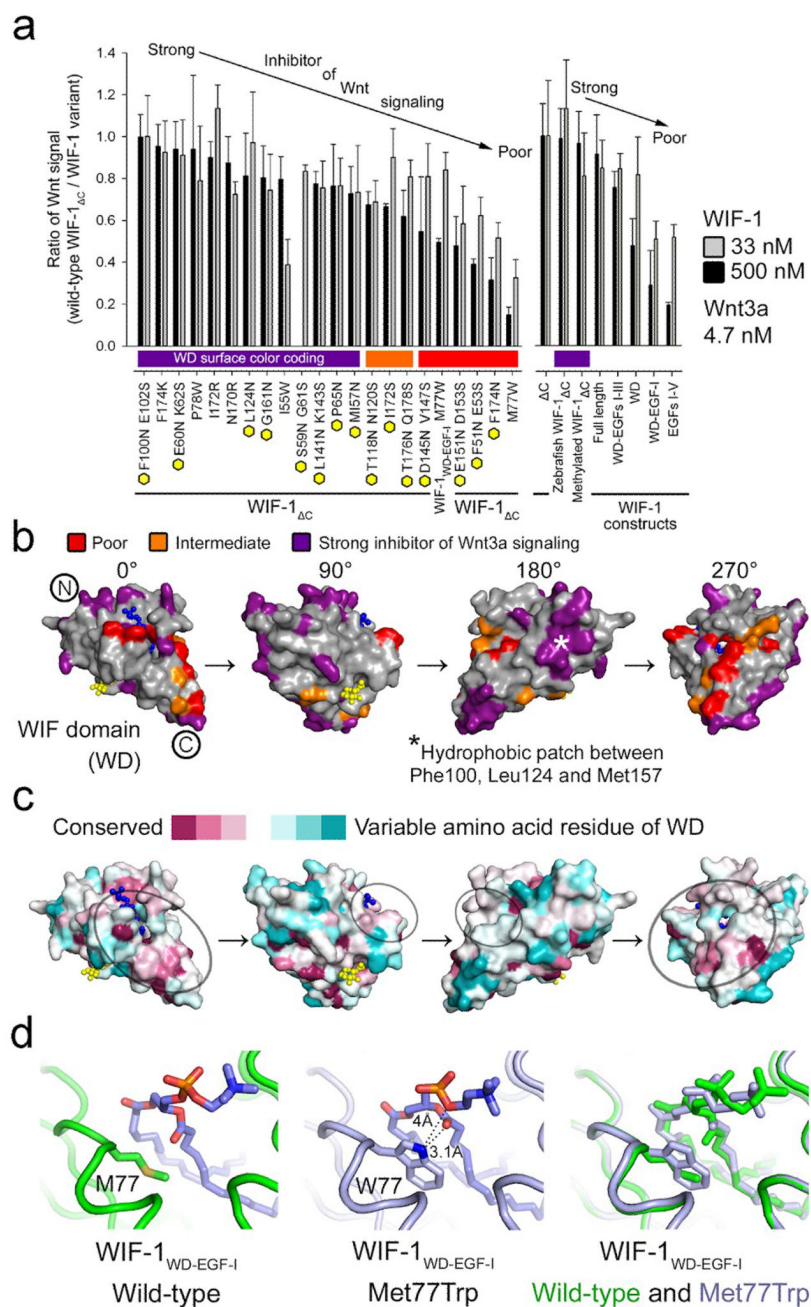 a
Strong
Inhibitor
of
Wnt
signaling
Poor
Strong
Poor
Ratio of Wnt signal
(wild-type WIF-1ΔC / WIF-1 variant)
1.4
1.2
1.0
0.8
0.6
0.4
0.2
0.0
WIF-1
33 nM
500 nM
Wnt3a
4.7 nM
WD surface color coding
F100N E102S
F174K
E60N K62S
P78W
I172R
N170R
L124N
G161N
I55W
S59N G61S
L141N K143S
P65N
MI57N
T118N N120S
I172S
T176N Q178S
D145N V147S
WIF-1WD-EGF-I M77W
E151N D153S
F51N E53S
F174N
M77W
ΔC
Zebrafish WIF-1ΔC
Methylated WIF-1ΔC
Full length
WD-EGFs I-III
WD
WD-EGF-I
EGFs I-V
WIF-1ΔC
WIF-1ΔC
WIF-1
constructs
b
Poor
Intermediate
Strong inhibitor of Wnt3a signaling
0°
90°
180°
270°
N
*
WIF domain
(WD)
C
*Hydrophobic patch between
Phe100, Leu124 and Met157
c
Conserved
Variable amino acid residue of WD
d
M77
4Å
3.1Å
W77
WIF-1WD-EGF-I
WIF-1WD-EGF-I
WIF-1WD-EGF-I
Wild-type
Met77Trp
Wild-type and Met77Trp